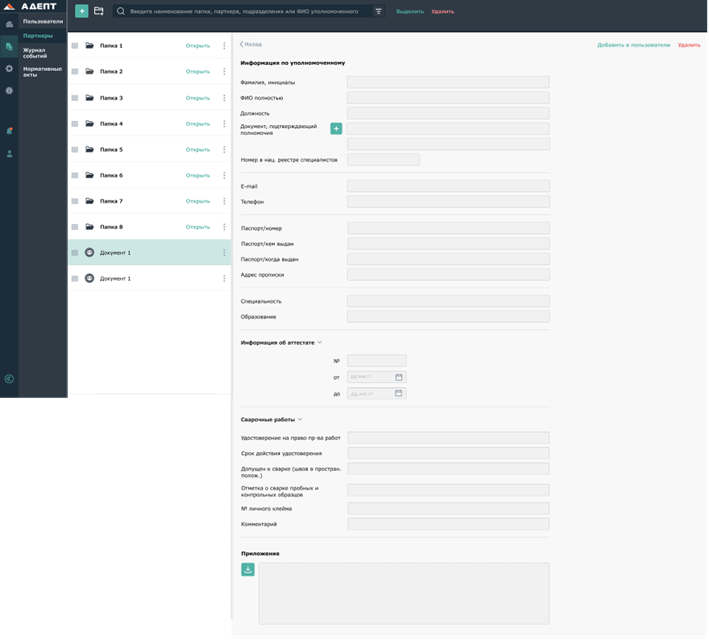 АДЕПТ
Введите наименование папки, партнера, подразделения или ФИО уполномоченного
Выделить
Удалить
Пользователи
Партнеры
Журнал
событий
Нормативные
акты
Папка 1 Открыть
Папка 2 Открыть
Папка 3 Открыть
Папка 4 Открыть
Папка 5 Открыть
Папка 6 Открыть
Папка 7 Открыть
Папка 8 Открыть
Документ 1
Документ 1
Назад
Добавить в пользователи Удалить
Информация по уполномоченному
Фамилия, инициалы
ФИО полностью
Должность
Документ, подтверждающий
полномочия
Номер в нац. реестре специалистов
E-mail
Телефон
Паспорт/номер
Паспорт/кем выдан
Паспорт/когда выдан
Адрес прописки
Специальность
Образование
Информация об аттестате
№
от дд.мм.гг
до дд.мм.гг
Сварочные работы
Удостоверение на право пр-ва работ
Срок действия удостоверения
Допущен к сварке (швов в простран.
полож.)
Отметка о сварке пробных и
контрольных образцов
№ личного клейма
Комментарий
Приложение